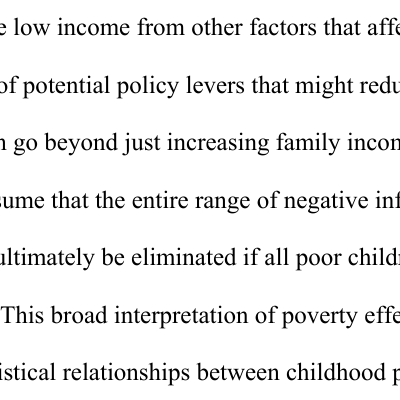 e low income from other factors that affe
of potential policy levers that might redu
n go beyond just increasing family incom
sume that the entire range of negative inf
ultimately be eliminated if all poor childr
This broad interpretation of poverty effe
istical relationships between childhood p